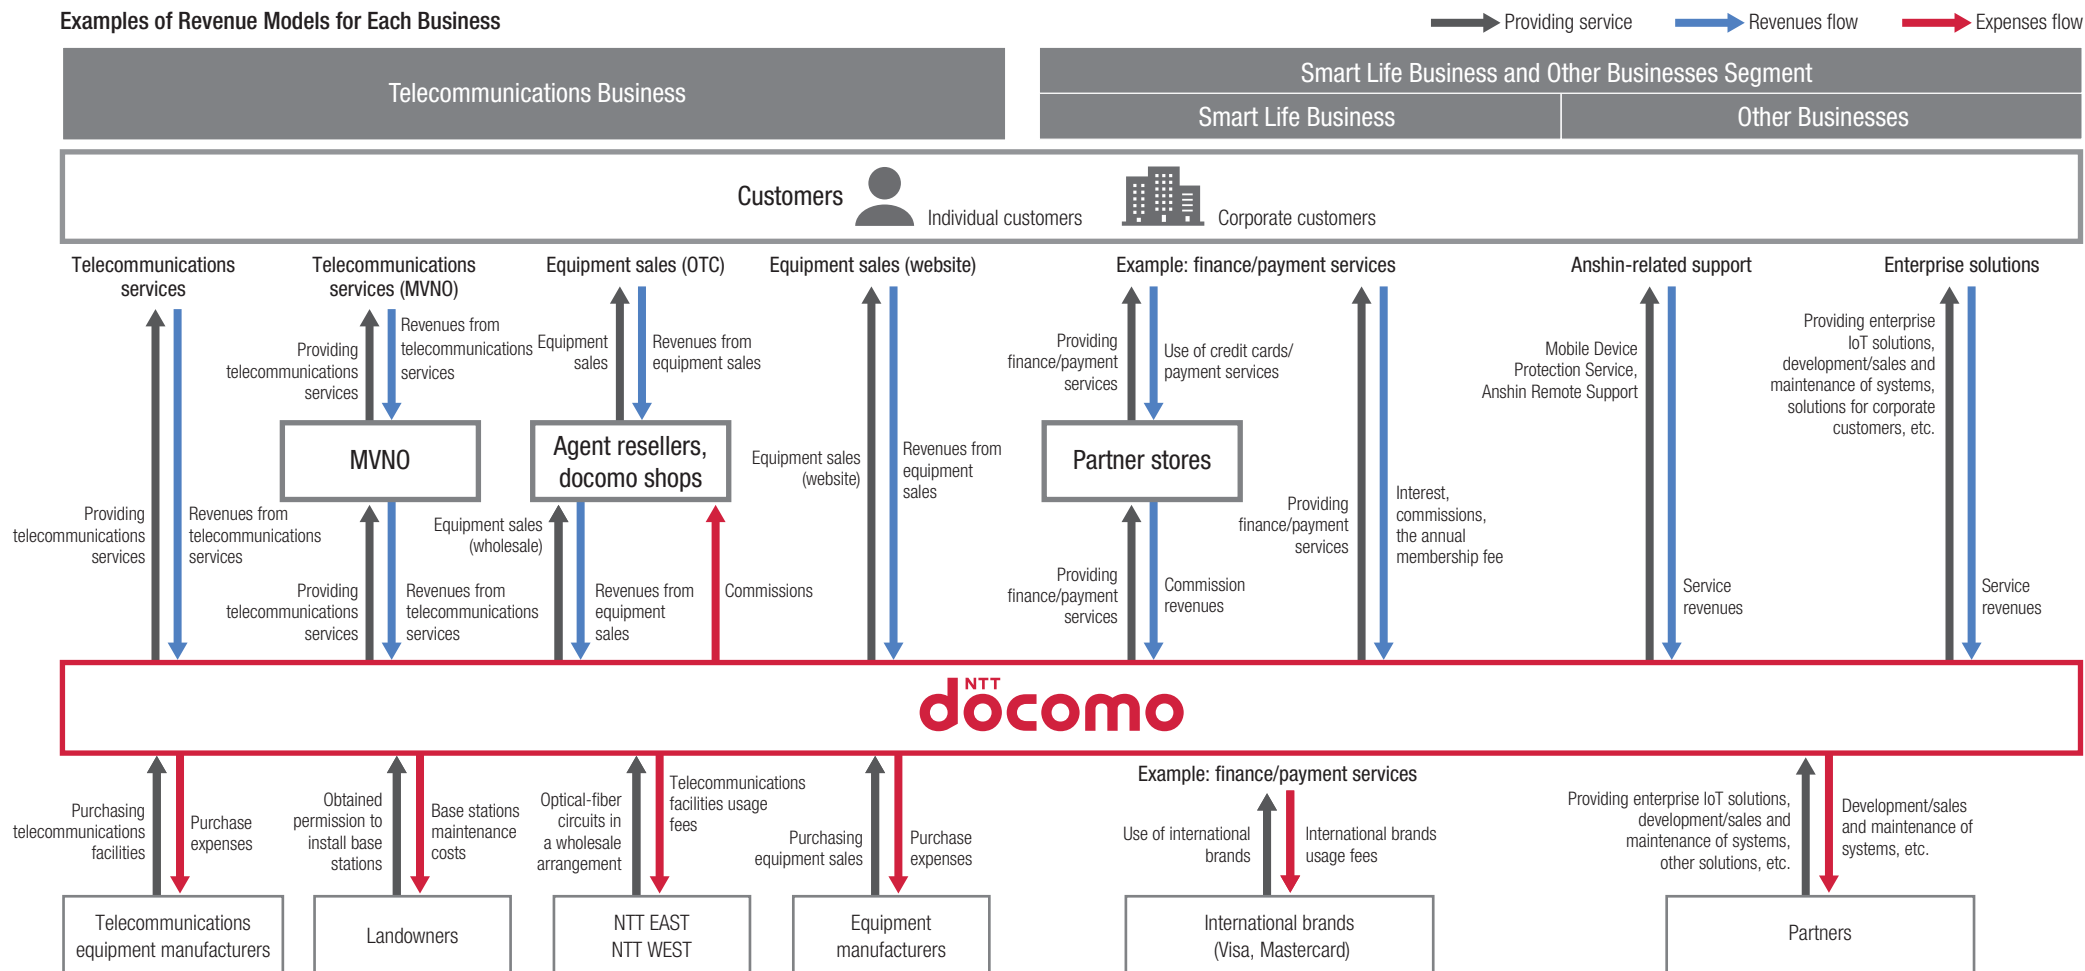 Examples of Revenue Models for Each Business
Providing service
Revenues flow
Expenses flow
Telecommunications Business
Smart Life Business and Other Businesses Segment
Smart Life Business
Other Businesses
Customers
Individual customers
Corporate customers
Telecommunications
services
Telecommunications
services (MVNO)
Equipment sales (OTC)
Equipment sales (website)
Example: finance/payment services
Anshin-related support
Enterprise solutions
Providing
telecommunications
services
Revenues from
telecommunications
services
Providing
telecommunications
services
Revenues from
telecommunications
services
MVNO
Providing
telecommunications
services
Revenues from
telecommunications
services
Equipment
sales
Revenues from
equipment sales
Agent resellers,
docomo shops
Equipment sales
(wholesale)
Revenues from
equipment
sales
Commissions
Equipment sales
(website)
Revenues from
equipment
sales
Providing
finance/payment
services
Use of credit cards/
payment services
Partner stores
Providing
finance/payment
services
Commission
revenues
Providing
finance/payment
services
Interest,
commissions,
the annual
membership fee
Mobile Device
Protection Service,
Anshin Remote Support
Service
revenues
Providing enterprise
IoT solutions,
development/sales and
maintenance of systems,
solutions for corporate
customers, etc.
Service
revenues
NTT
docomo
Purchasing
telecommunications
facilities
Purchase
expenses
Telecommunications
equipment manufacturers
Obtained
permission to
install base
stations
Base stations
maintenance
costs
Landowners
Optical-fiber
circuits in
a wholesale
arrangement
Telecommunications
facilities usage
fees
NTT EAST
NTT WEST
Purchasing
equipment sales
Purchase
expenses
Equipment
manufacturers
Example: finance/payment services
Use of international
brands
International brands
usage fees
International brands
(Visa, Mastercard)
Providing enterprise IoT solutions,
development/sales and
maintenance of systems,
other solutions, etc.
Development/sales
and maintenance of
systems, etc.
Partners